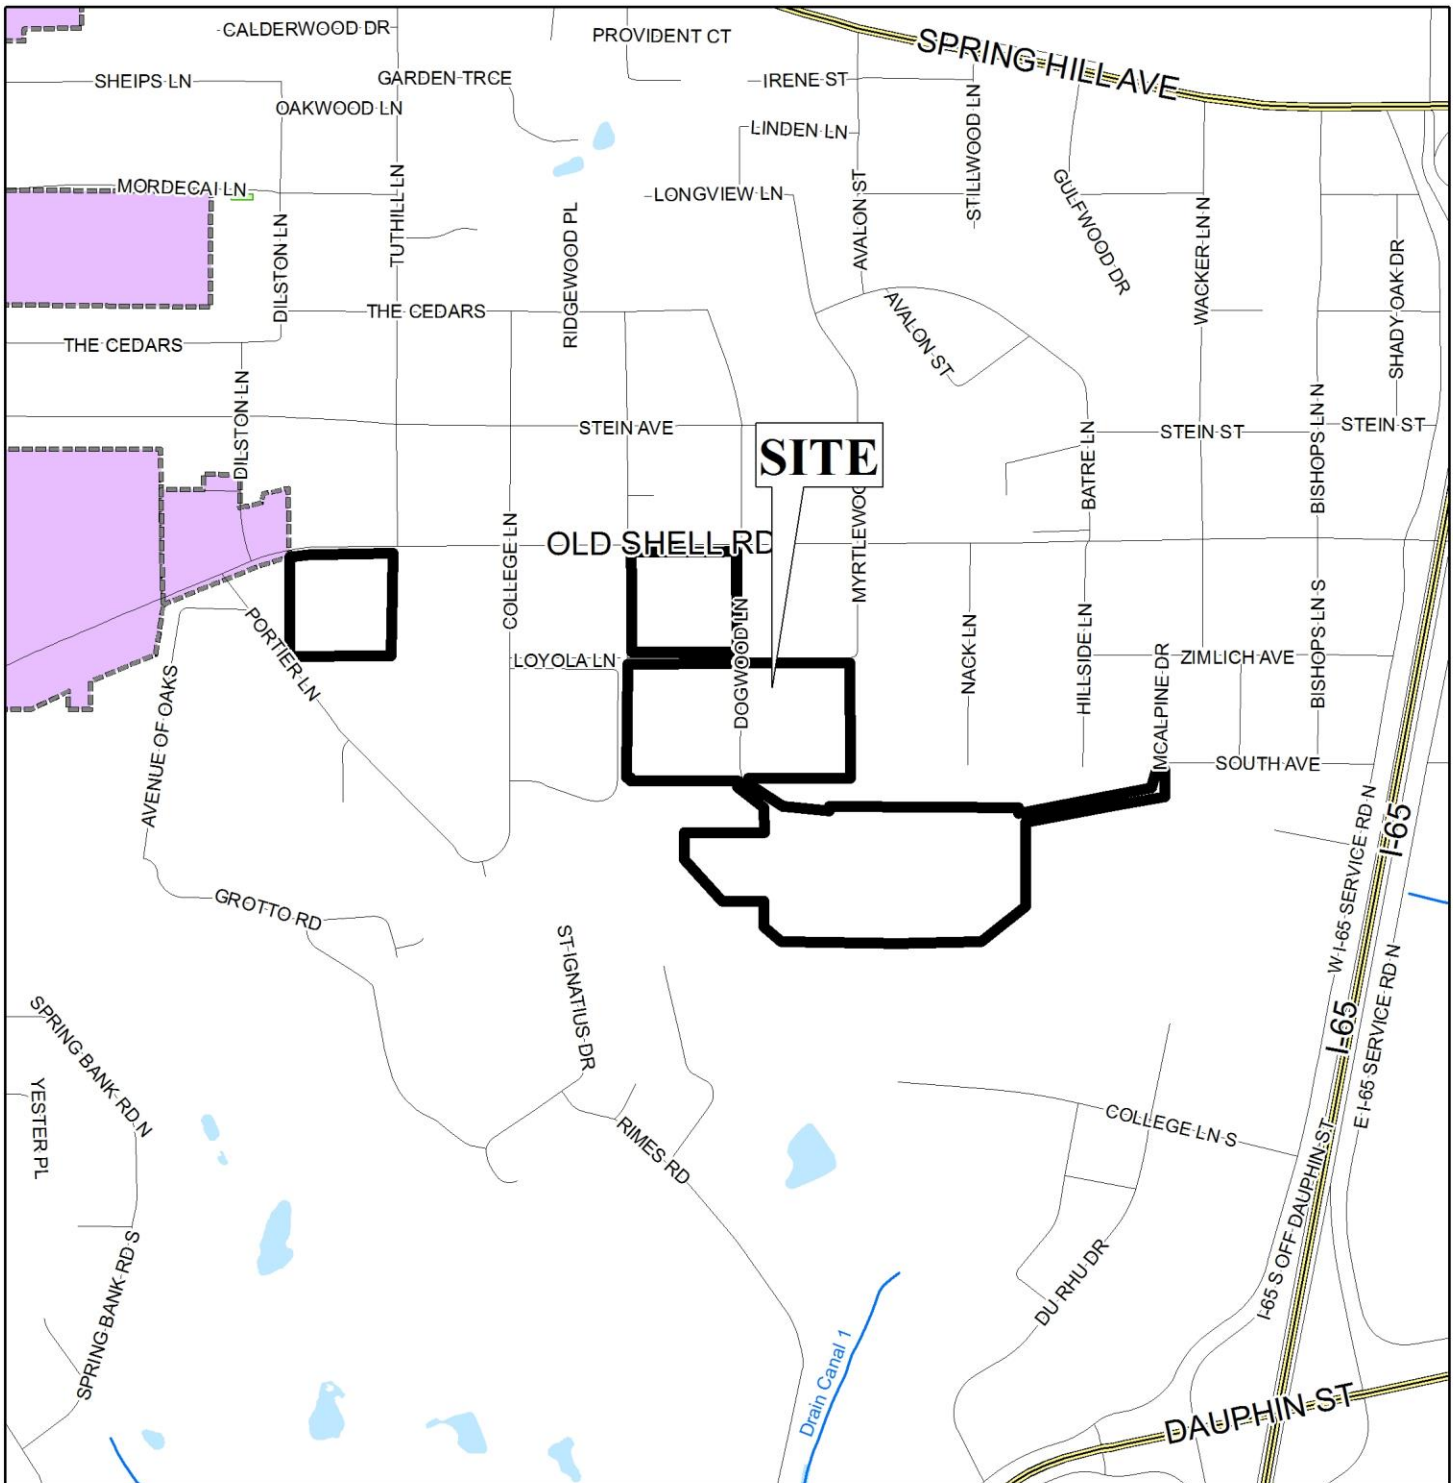 CALDERWOOD DR
PROVIDENT CT
SPRING HILL AVE
SHEIPS LN
GARDEN TRCE
IRENE ST
OAKWOOD LN
LINDEN LN
STILLWOOD LN
MORDECAI LN
TUTHILL LN
LONGVIEW LN
AVALON ST
GULFWOOD DR
DILSTON LN
RIDGEWOOD PL
WACKER LN N
SHADY OAK DR
THE CEDARS
THE CEDARS
AVALON ST
DILSTON LN
STEIN AVE
STEIN ST
STEIN ST
BISHOPS LN N
BATRE LN
SITE
MYRTLEWOO
COLLEGE LN
OLD SHELL RD
DOGWOOD LN
NACK LN
HILLSIDE LN
BISHOPS LN S
PORTIER LN
LOYOLA LN
ZIMLICH AVE
MCALPINE DR
AVENUE OF OAKS
SOUTH AVE
W I-65 SERVICE RD N
I-65
GROTTO RD
ST IGNATIUS DR
E I-65 SERVICE RD N
I-65
SPRING BANK RD N
YESTER PL
RIMES RD
COLLEGE LN S
I-65 S OFF DAUPHIN ST
SPRING BANK RD S
DU RHU DR
Drain Canal 1
DAUPHIN ST